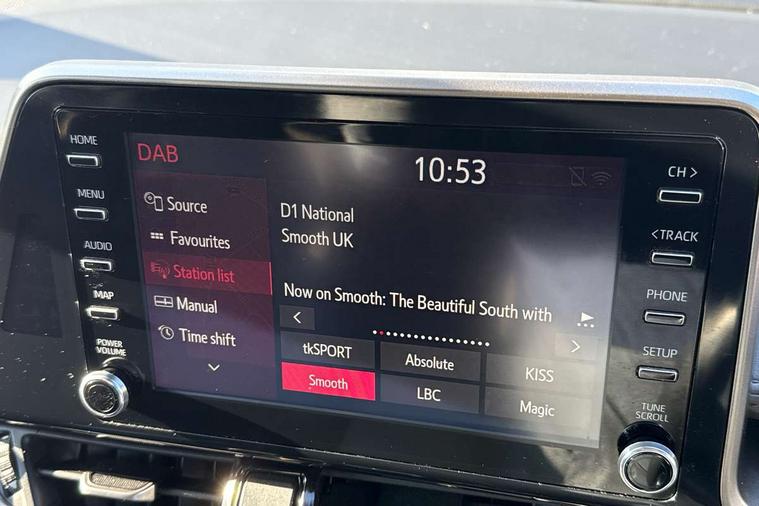 HOME
MENU
AUDIO
MAP
POWER
VOLUME
DAB
10:53
Source
Favourites
Station list
Manual
Time shift
D1 National
Smooth UK
Now on Smooth: The Beautiful South with
tkSPORT
Absolute
KISS
Smooth
LBC
Magic
CH >
< TRACK
PHONE
SETUP
TUNE
SCROLL